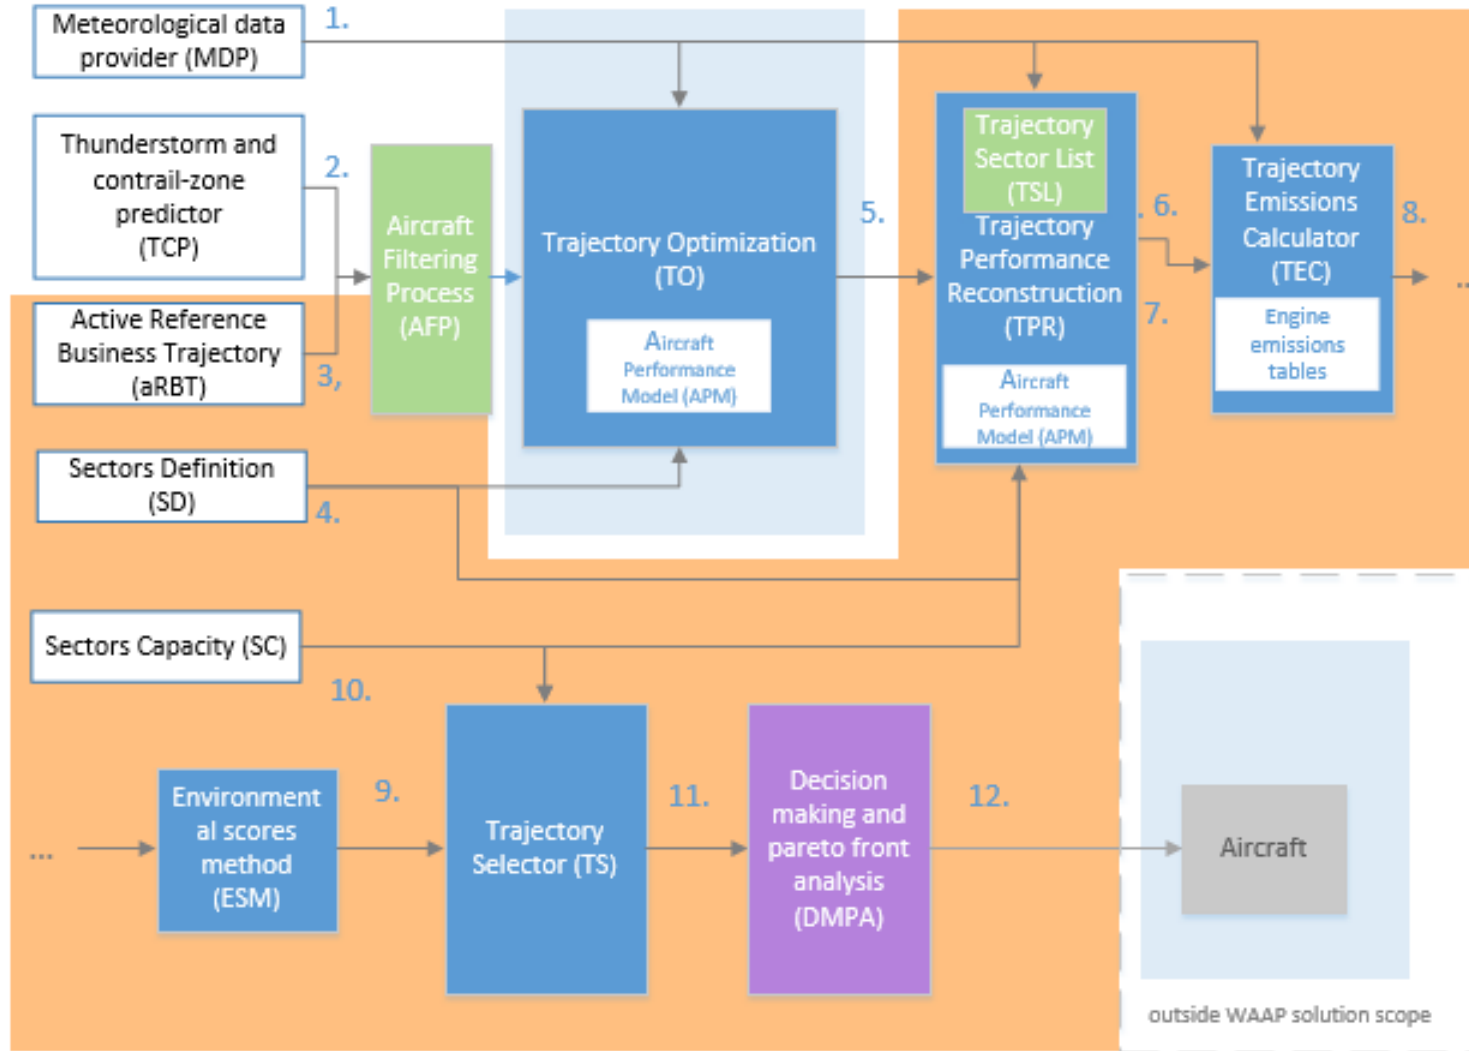 Meteorological data
provider (MDP)
1.
Thunderstorm and
contrail-zone
predictor
(TCP)
2.
Active Reference
Business Trajectory
(aRBT)
3,
Aircraft
Filtering
Process
(AFP)
Trajectory Optimization
(TO)
Aircraft
Performance
Model (APM)
5.
Trajectory
Sector List
(TSL)
Trajectory
Performance
Reconstruction
(TPR)
Aircraft
Performance
Model (APM)
. 6.
7.
Trajectory
Emissions
Calculator
(TEC)
Engine
emissions
tables
8.
...
Sectors Definition
(SD)
4.
Sectors Capacity (SC)
10.
...
Environment
al scores
method
(ESM)
9.
Trajectory
Selector (TS)
11.
Decision
making and
pareto front
analysis
(DMPA)
12.
Aircraft
outside WAAP solution scope